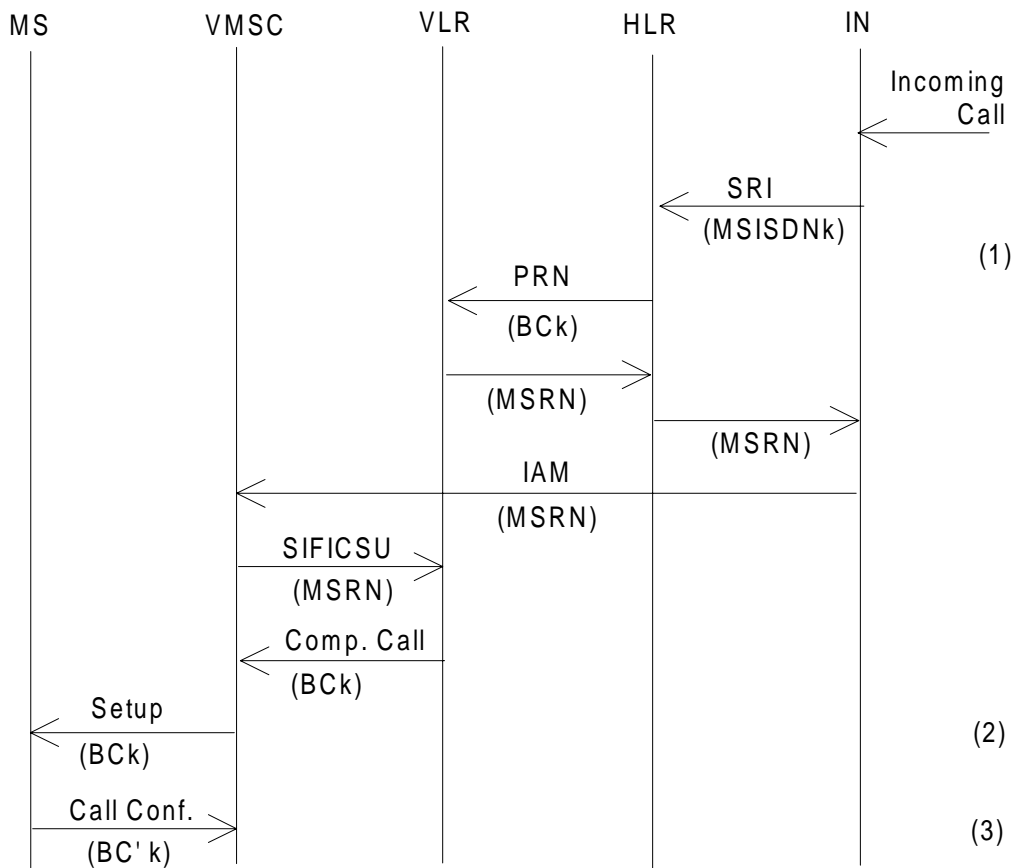 MS VMSC VLR HLR IN
Incoming
Call
SRI
(MSISDNk)
(1)
PRN
(BCk)
(MSRN)
(MSRN)
IAM
(MSRN)
SIFICSU
(MSRN)
Comp. Call
(BCk)
Setup
(BCk)
(2)
Call Conf.
(BC'k)
(3)